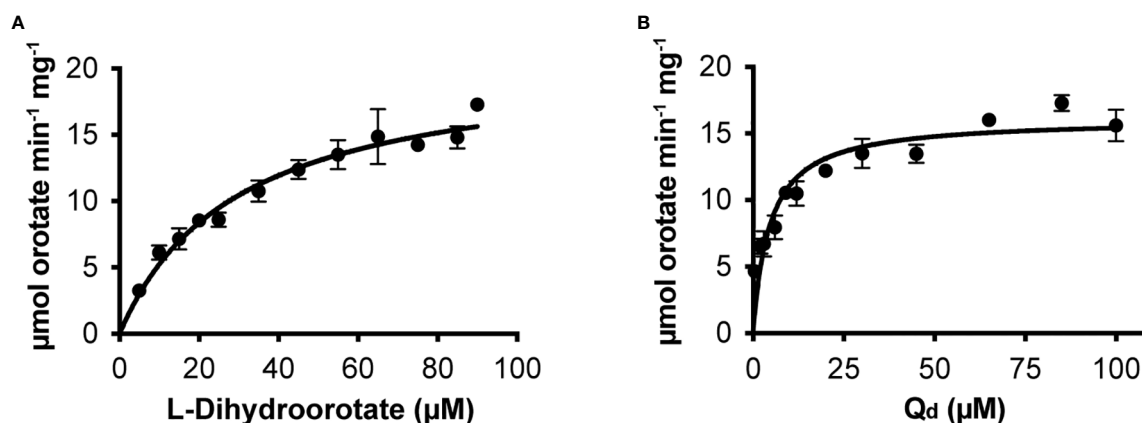 A
µmol orotate min⁻¹ mg⁻¹
20
15
10
5
0
0 20 40 60 80 100
L-Dihydroorotate (µM)
B
µmol orotate min⁻¹ mg⁻¹
20
15
10
5
0
0 25 50 75 100
Qd (µM)